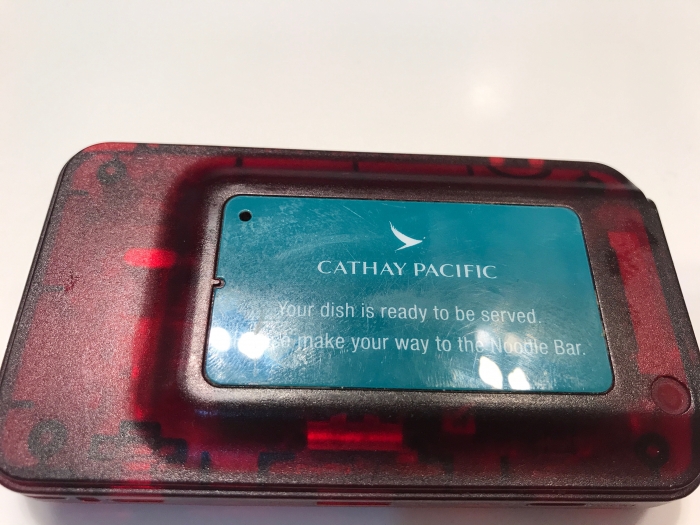 CATHAY PACIFIC
Your dish is ready to be served.
make your way to the Noodle Bar.